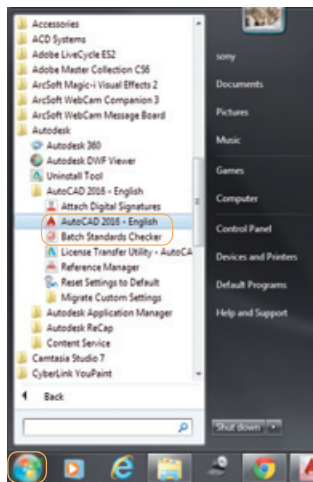 Accessories
ACD Systems
Adobe LiveCycle ES2
Adobe Master Collection CS6
ArcSoft Magic-i Visual Effects 2
ArcSoft WebCam Companion 3
ArcSoft WebCam Message Board
Autodesk
Autodesk 360
Autodesk DWF Viewer
Uninstall Tool
AutoCAD 2016 - English
Attach Digital Signatures
AutoCAD 2016 - English
Batch Standards Checker
License Transfer Utility - AutoCA
Reference Manager
Reset Settings to Default
Migrate Custom Settings
Autodesk Application Manager
Autodesk ReCap
Content Service
Camtasia Studio 7
CyberLink YouPaint
Back
sony
Documents
Pictures
Music
Games
Computer
Control Panel
Devices and Printers
Default Programs
Help and Support
Shut down